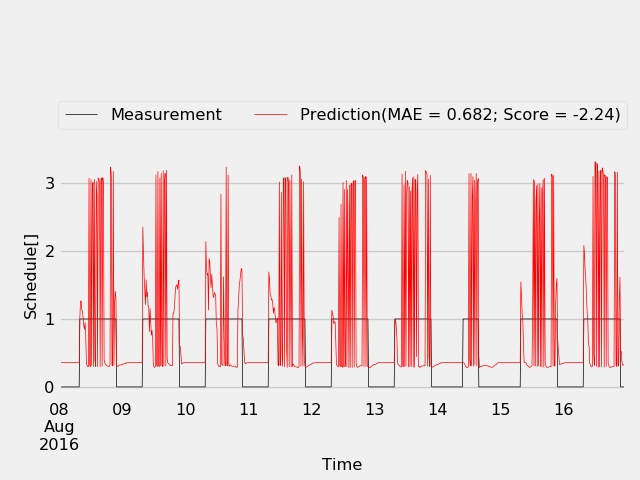 Measurement
Prediction(MAE = 0.682; Score = -2.24)
3
2
1
0
Schedule[]
08 09 10 11 12 13 14 15 16
Aug
2016
Time